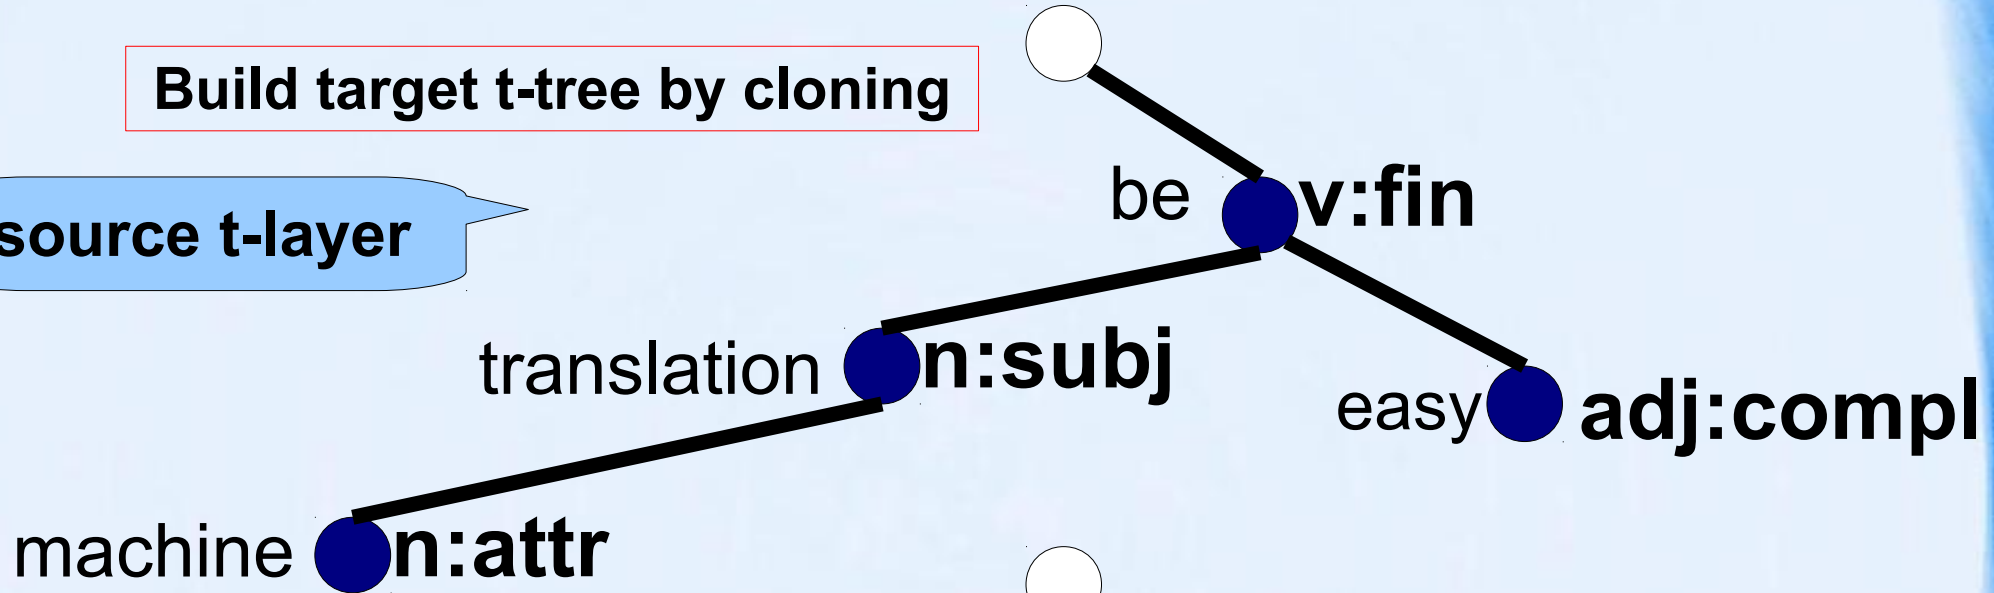 Build target t-tree by cloning
be v:fin
source t-layer
translation n:subj
easy adj:compl
machine n:attr